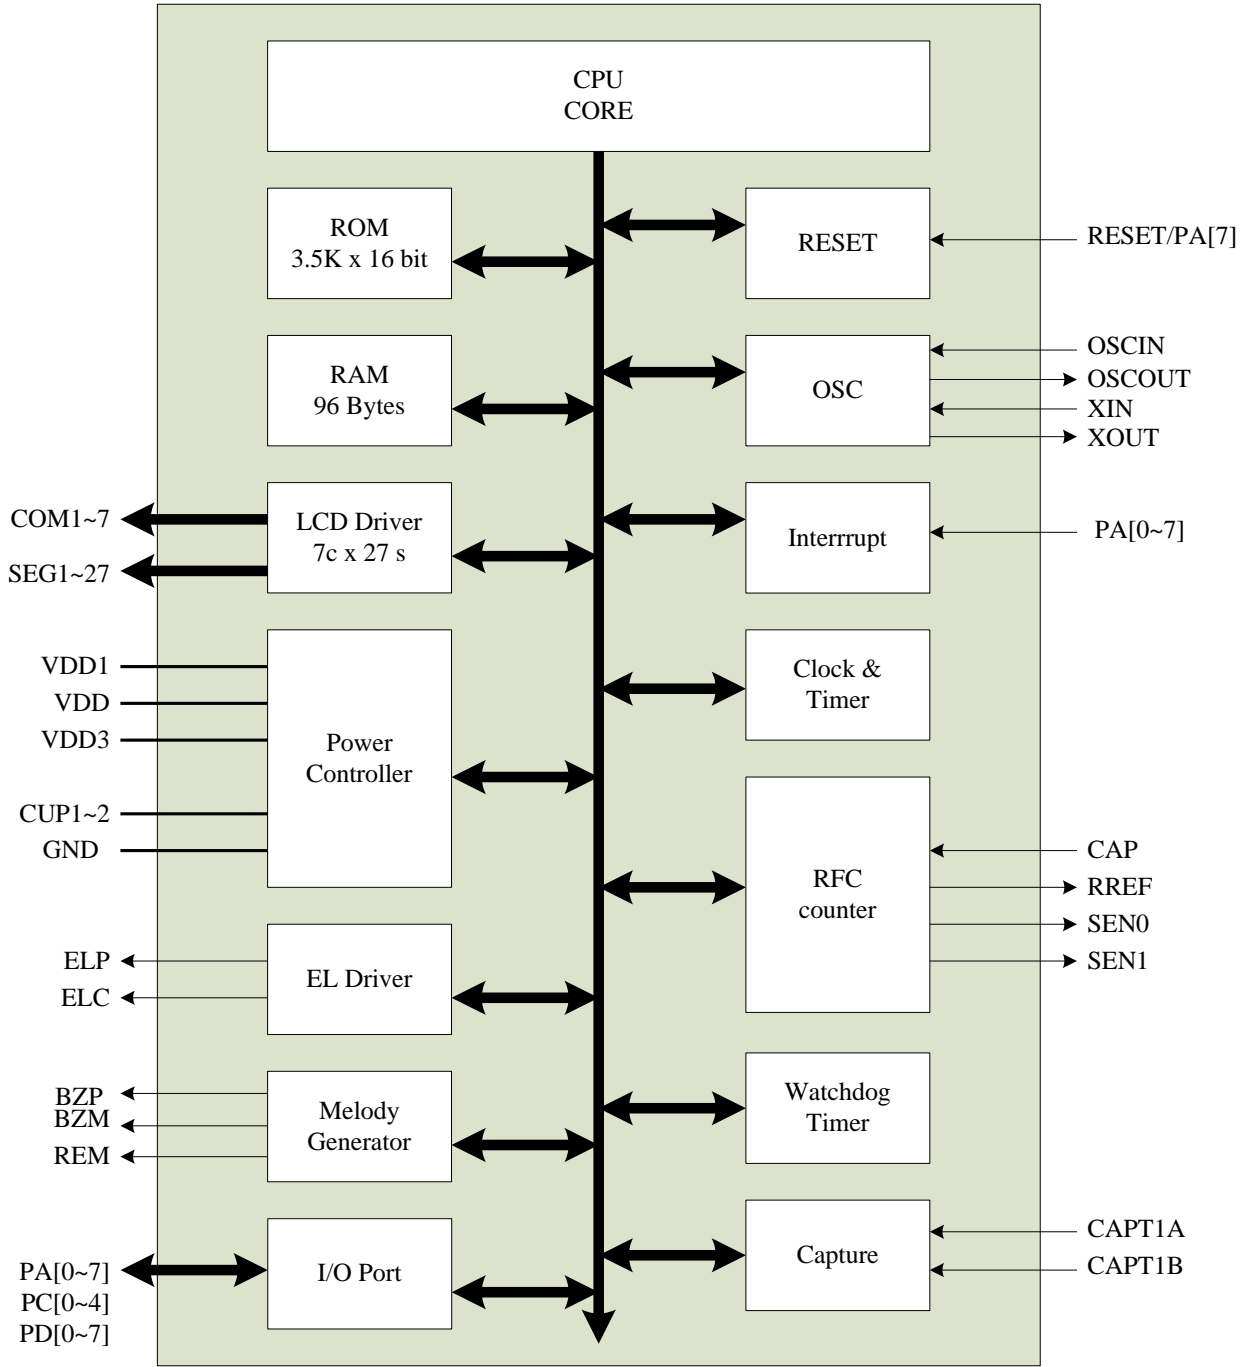 CPU
CORE
ROM
3.5K x 16 bit
RESET
RESET/PA[7]
RAM
96 Bytes
OSC
OSCIN
OSCOUT
XIN
XOUT
COM1~7
SEG1~27
LCD Driver
7c x 27 s
Interrrupt
PA[0~7]
VDD1
VDD
VDD3
CUP1~2
GND
Power
Controller
Clock &
Timer
RFC
counter
CAP
RREF
SEN0
SEN1
ELP
ELC
EL Driver
BZP
BZM
REM
Melody
Generator
Watchdog
Timer
PA[0~7]
PC[0~4]
PD[0~7]
I/O Port
Capture
CAPT1A
CAPT1B